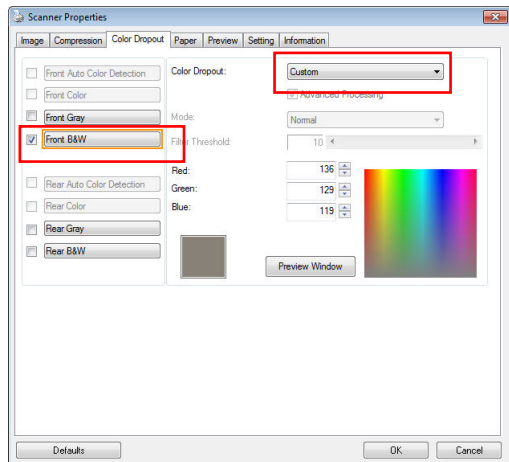 Scanner Properties
Image Compression Color Dropout Paper Preview Setting Information
Front Auto Color Detection
Front Color
Front Gray
Front B&W
Rear Auto Color Detection
Rear Color
Rear Gray
Rear B&W
Color Dropout: Custom
Advanced Processing
Mode: Normal
Filter Threshold: 10
Red: 136
Green: 129
Blue: 119
Preview Window
Defaults OK Cancel